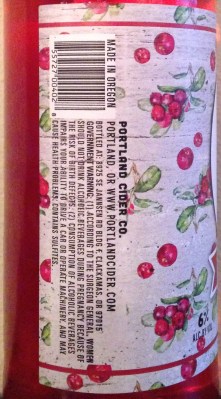 MADE IN OREGON
PORTLAND CIDER CO.
PORTLAND, OR WWW.PORTLANDCIDER.COM
BOTTLED AT 8925 SE JANNSEN RD BLDG E, CLACKAMAS, OR 97015
GOVERNMENT WARNING: (1) ACCORDING TO THE SURGEON GENERAL, WOMEN
SHOULD NOT DRINK ALCOHOLIC BEVERAGES DURING PREGNANCY BECAUSE OF
THE RISK OF BIRTH DEFECTS. (2) CONSUMPTION OF ALCOHOLIC BEVERAGES
IMPAIRS YOUR ABILITY TO DRIVE A CAR OR OPERATE MACHINERY, AND MAY
CAUSE HEALTH PROBLEMS. CONTAINS SULFITES.
6%